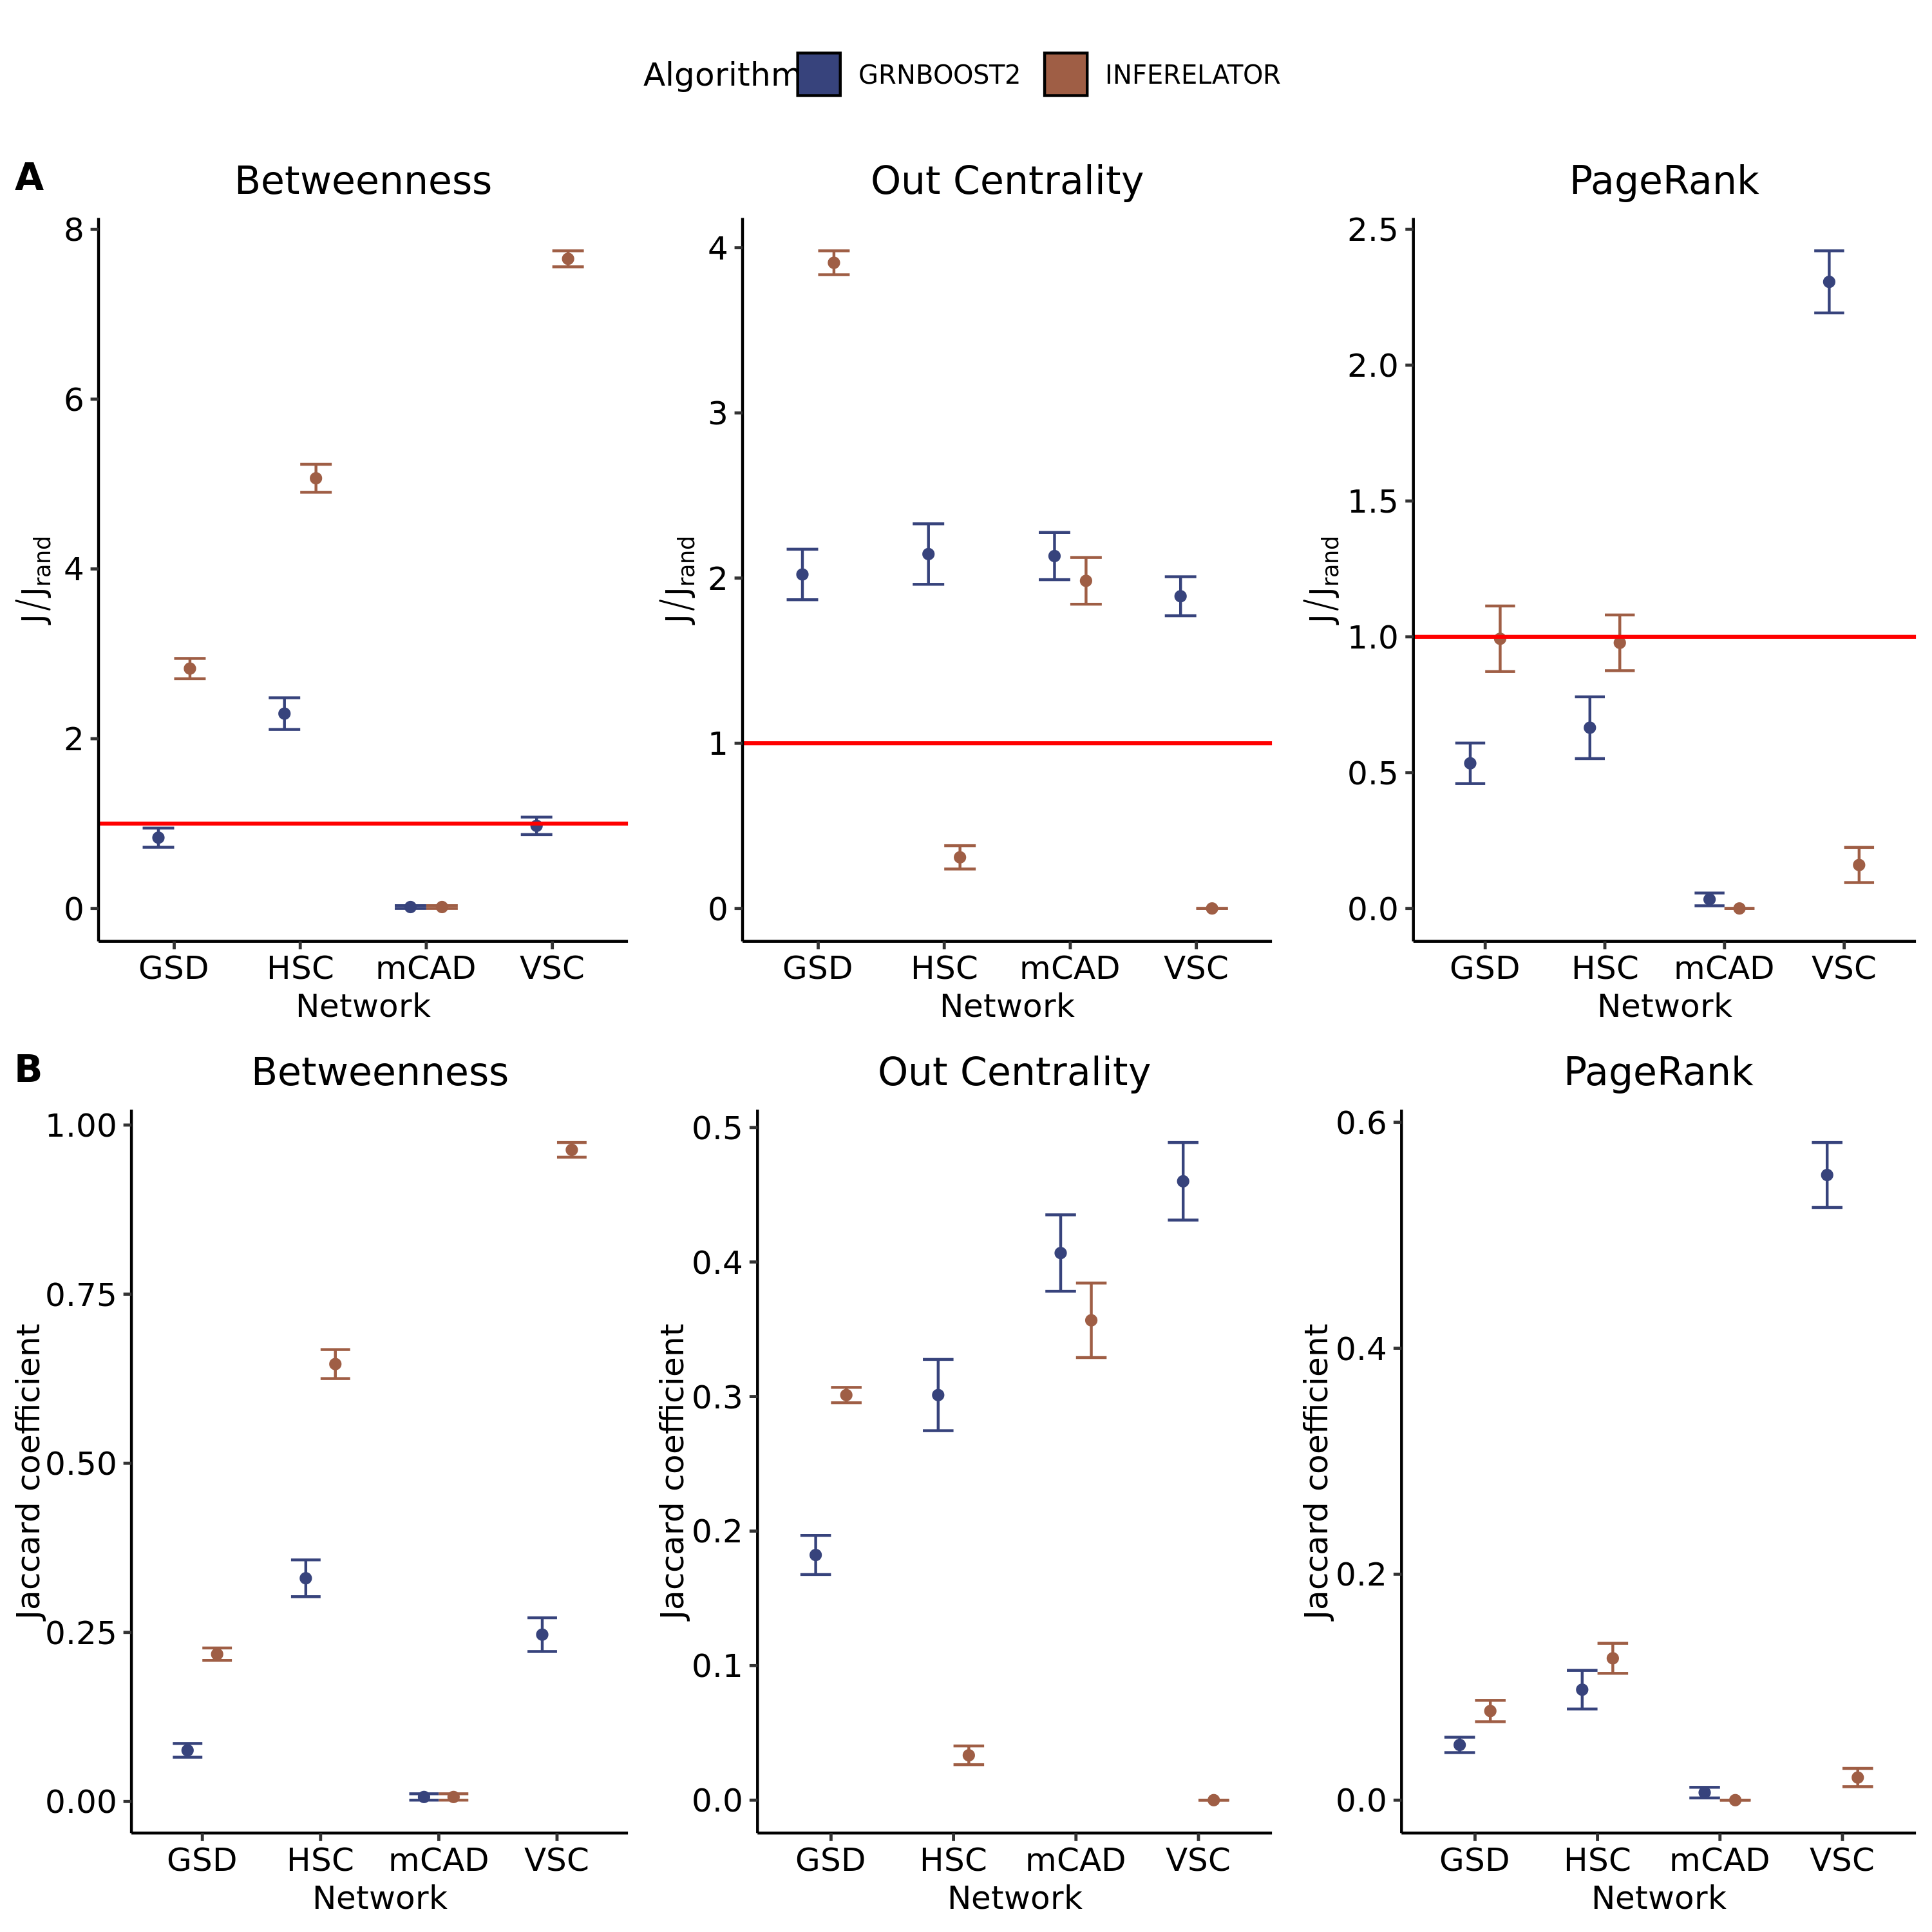 Algorithm GRNBOOST2 INFERELATOR
A
Betweenness
8
6
4
2
0
J/Jrand
GSD HSC mCAD VSC
Network
Out Centrality
4
3
2
1
0
J/Jrand
GSD HSC mCAD VSC
Network
PageRank
2.5
2.0
1.5
1.0
0.5
0.0
J/Jrand
GSD HSC mCAD VSC
Network
B
Betweenness
1.00
0.75
0.50
0.25
0.00
Jaccard coefficient
GSD HSC mCAD VSC
Network
Out Centrality
0.5
0.4
0.3
0.2
0.1
0.0
Jaccard coefficient
GSD HSC mCAD VSC
Network
PageRank
0.6
0.4
0.2
0.0
Jaccard coefficient
GSD HSC mCAD VSC
Network